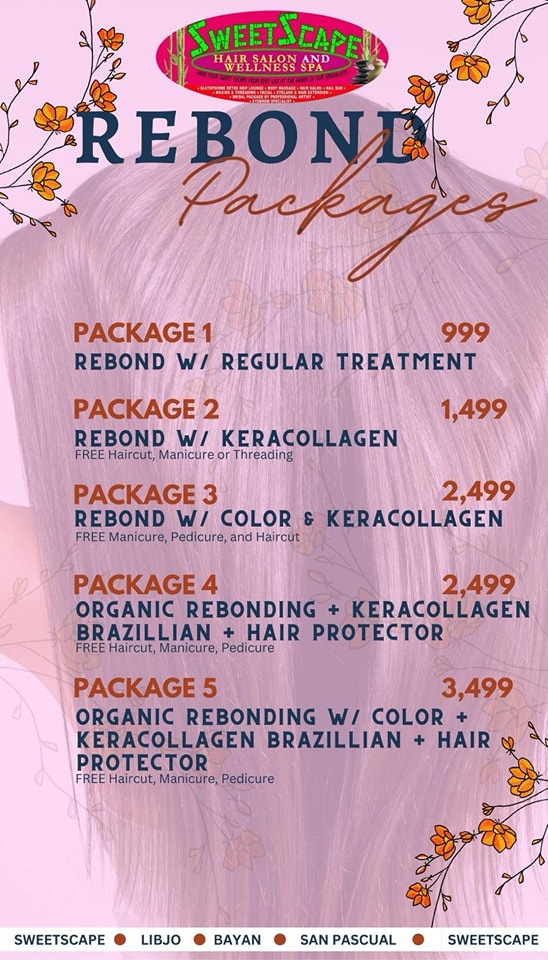 SWEETSCAPE
HAIR SALON AND
WELLNESS SPA
REBOND
Packages
PACKAGE 1 999
REBOND W/ REGULAR TREATMENT
PACKAGE 2 1,499
REBOND W/ KERACOLLAGEN
FREE Haircut, Manicure or Threading
PACKAGE 3 2,499
REBOND W/ COLOR & KERACOLLAGEN
FREE Manicure, Pedicure, and Haircut
PACKAGE 4 2,499
ORGANIC REBONDING + KERACOLLAGEN
BRAZILLIAN + HAIR PROTECTOR
FREE Haircut, Manicure, Pedicure
PACKAGE 5 3,499
ORGANIC REBONDING W/ COLOR +
KERACOLLAGEN BRAZILLIAN + HAIR
PROTECTOR
FREE Haircut, Manicure, Pedicure
SWEETSCAPE ● LIBJO ● BAYAN ● SAN PASCUAL ● SWEETSCAPE